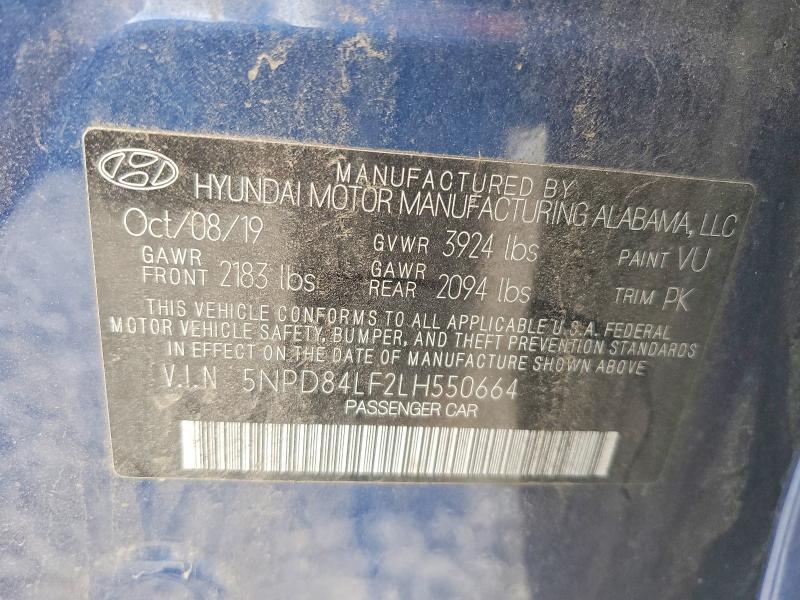 MANUFACTURED BY
HYUNDAI MOTOR MANUFACTURING ALABAMA, LLC
Oct/08/19 GVWR 3924 lbs PAINT VU
GAWR FRONT 2183 lbs GAWR REAR 2094 lbs TRIM PK
THIS VEHICLE CONFORMS TO ALL APPLICABLE U.S.A. FEDERAL
MOTOR VEHICLE SAFETY, BUMPER, AND THEFT PREVENTION STANDARDS
IN EFFECT ON THE DATE OF MANUFACTURE SHOWN ABOVE
V.I.N 5NPD84LF2LH550664
PASSENGER CAR